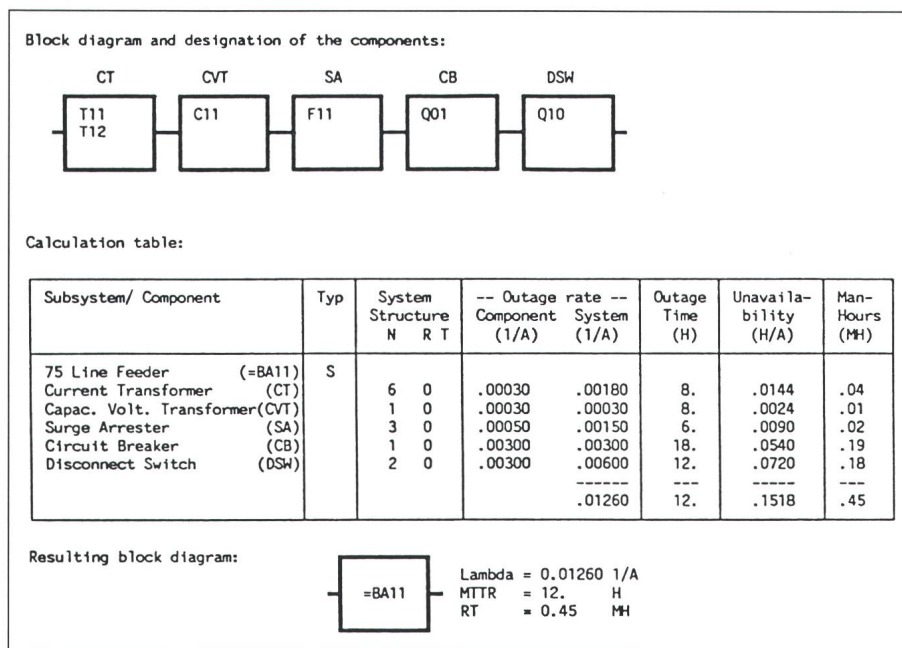 Block diagram and designation of the components:
CT CVT SA CB DSW
T11 C11 F11 Q01 Q10
T12
Calculation table:
Subsystem/ Component Typ System -- Outage rate -- Outage Unavaila- Man-
Structure Component System Time bility Hours
N R T (1/A) (1/A) (H) (H/A) (MH)
75 Line Feeder (=BA11) S
Current Transformer (CT) 6 0 .00030 .00180 8. .0144 .04
Capac. Volt. Transformer(CVT) 1 0 .00030 .00030 8. .0024 .01
Surge Arrester (SA) 3 0 .00050 .00150 6. .0090 .02
Circuit Breaker (CB) 1 0 .00300 .00300 18. .0540 .19
Disconnect Switch (DSW) 2 0 .00300 .00600 12. .0720 .18
------ --- ----- ---
.01260 12. .1518 .45
Resulting block diagram:
=BA11
Lambda = 0.01260 1/A
MTTR = 12. H
RT = 0.45 MH